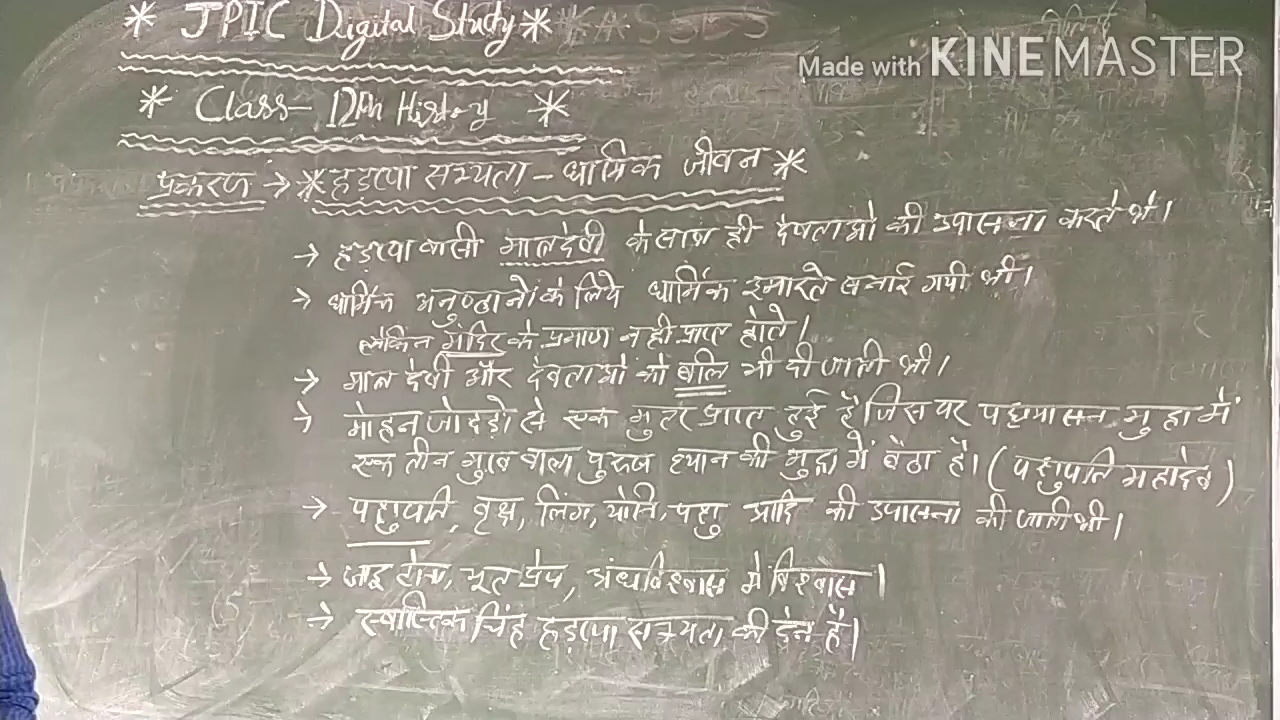 * JPIC Digital Study *
Made with KINEMASTER
* Class - 12th History *
प्रकरण → * हड़प्पा सभ्यता - धार्मिक जीवन *
→ हड़प्पा वासी मातृदेवी के साथ ही देवताओं की उपासना करते थे।
→ धार्मिक अनुष्ठानों के लिये धार्मिक इमारते बनाई गयी थी।
लेकिन मंदिर के प्रमाण नही प्राप्त होते।
→ मातृ देवी और देवताओं को बलि भी दी जाती थी।
→ मोहन जोदड़ो से एक मुहर प्राप्त हुई है जिस पर पद्मासन मुद्रा में
एक तीन मुख वाला पुरुष ध्यान की मुद्रा में बैठा है। (पशुपति महादेव)
→ पशुपति, वृक्ष, लिंग, योनि, पशु आदि की उपासना की जाती थी।
→ जादू टोना, भूत प्रेत, अंधविश्वास में विश्वास।
→ स्वास्तिक चिंह हड़प्पा सभ्यता की देन है।